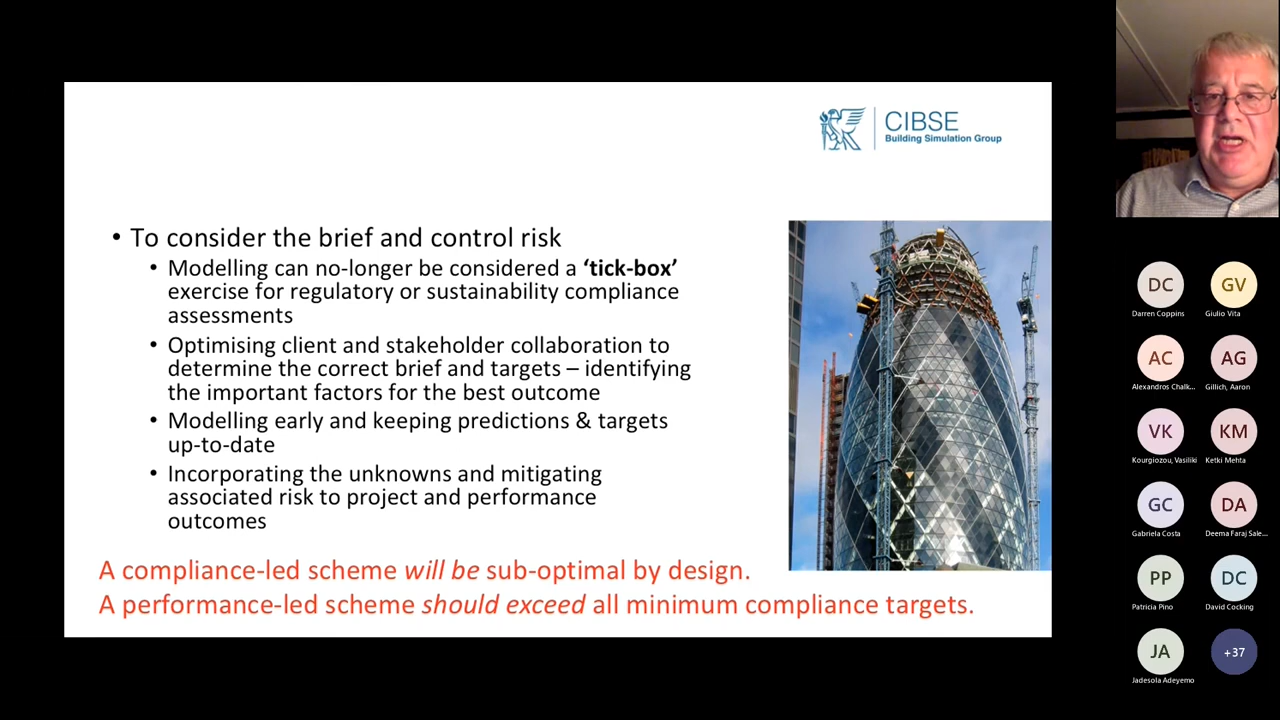 CIBSE
Building Simulation Group
• To consider the brief and control risk
• Modelling can no-longer be considered a ‘tick-box’
exercise for regulatory or sustainability compliance
assessments
• Optimising client and stakeholder collaboration to
determine the correct brief and targets – identifying
the important factors for the best outcome
• Modelling early and keeping predictions & targets
up-to-date
• Incorporating the unknowns and mitigating
associated risk to project and performance
outcomes
A compliance-led scheme will be sub-optimal by design.
A performance-led scheme should exceed all minimum compliance targets.
DC
Darren Coppins
GV
Giulio Vita
AC
Alexandros Chalk...
AG
Gillich, Aaron
VK
Kourgiozou, Vasiliki
KM
Ketki Mehta
GC
Gabriela Costa
DA
Deema Faraj Sale...
PP
Patricia Pino
DC
David Cocking
JA
Jadesola Adeyemo
+37